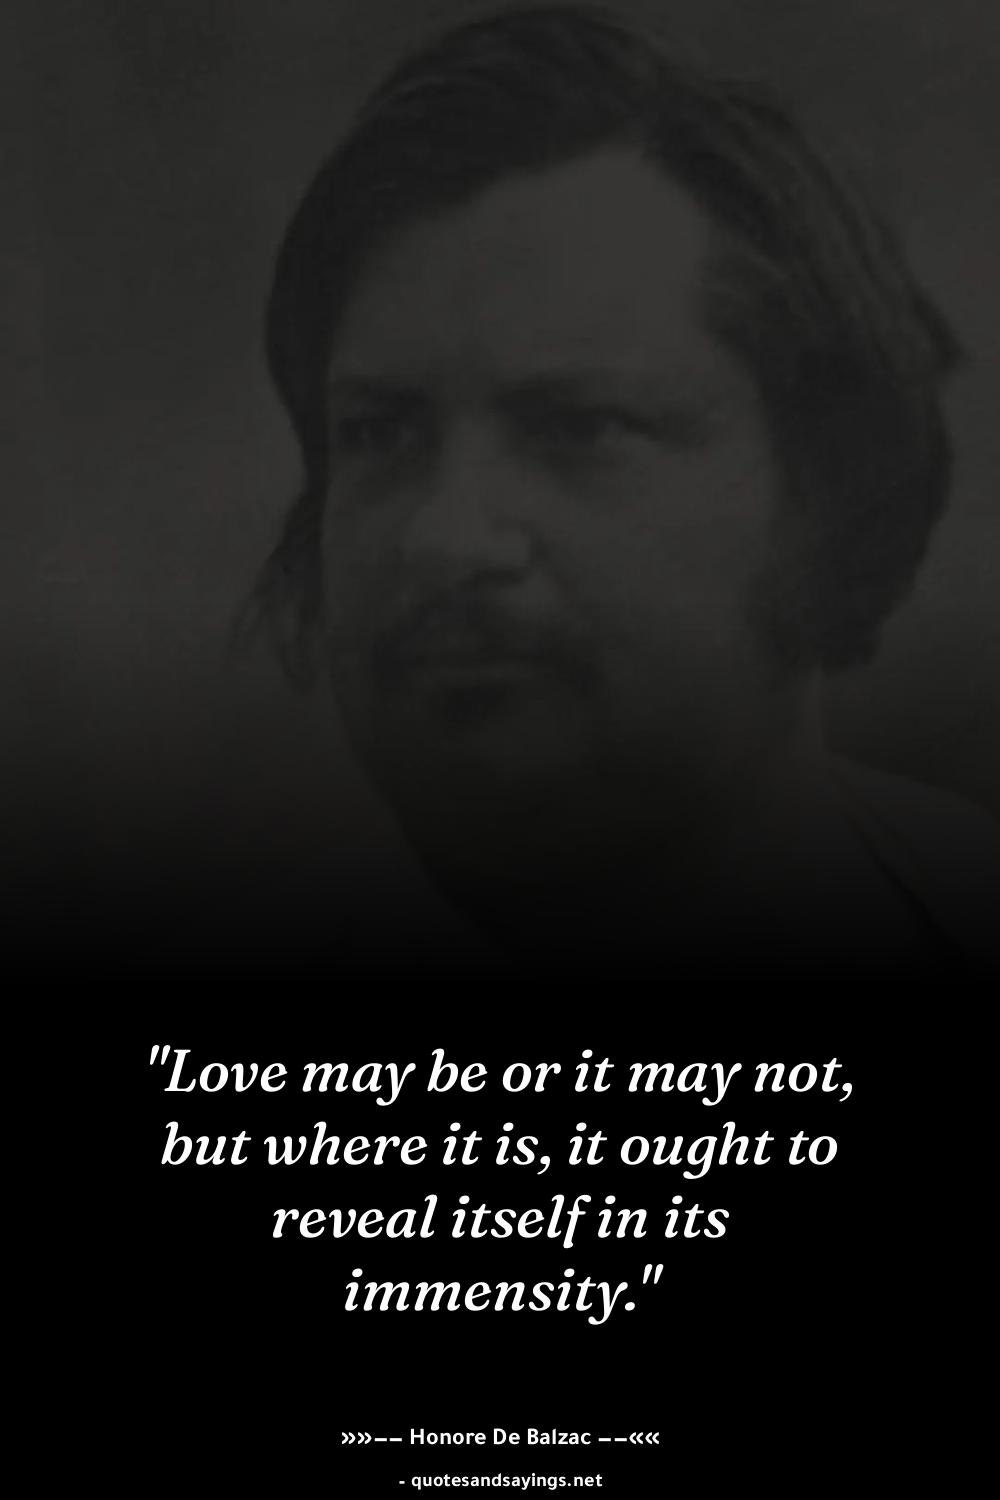 "Love may be or it may not,
but where it is, it ought to
reveal itself in its
immensity."
»»–– Honore De Balzac ––««
- quotesandsayings.net